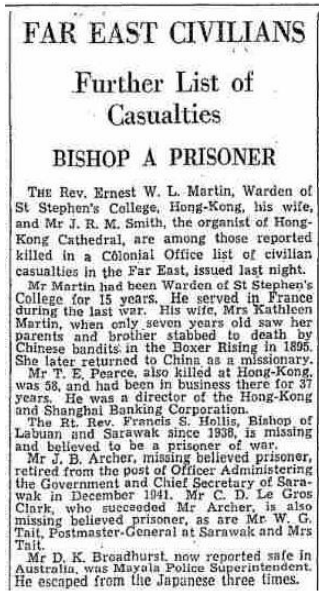 FAR EAST CIVILIANS
Further List of
Casualties
BISHOP A PRISONER
THE Rev. Ernest W. L. Martin, Warden of
St Stephen's College, Hong-Kong, his wife,
and Mr J. R. M. Smith, the organist of Hong-
Kong Cathedral, are among those reported
killed in a Colonial Office list of civilian
casualties in the Far East, issued last night.
Mr Martin had been Warden of St Stephen's
College for 15 years. He served in France
during the last war. His wife, Mrs Kathleen
Martin, when only seven years old saw her
parents and brother stabbed to death by
Chinese bandits in the Boxer Rising in 1895.
She later returned to China as a missionary.
Mr T. E. Pearce, also killed at Hong-Kong,
was 58, and had been in business there for 37
years. He was a director of the Hong-Kong
and Shanghai Banking Corporation.
The Rt. Rev. Francis S. Hollis, Bishop of
Labuan and Sarawak since 1938, is missing
and believed to be a prisoner of war.
Mr J. B. Archer, missing believed prisoner,
retired from the post of Officer Administering
the Government and Chief Secretary of Sara-
wak in December 1941. Mr C. D. Le Gros
Clark, who succeeded Mr Archer, is also
missing believed prisoner, as are Mr W. G.
Tait, Postmaster-General at Sarawak and Mrs
Tait.
Mr D. K. Broadhurst, now reported safe in
Australia, was Mayala Police Superintendent.
He escaped from the Japanese three times.